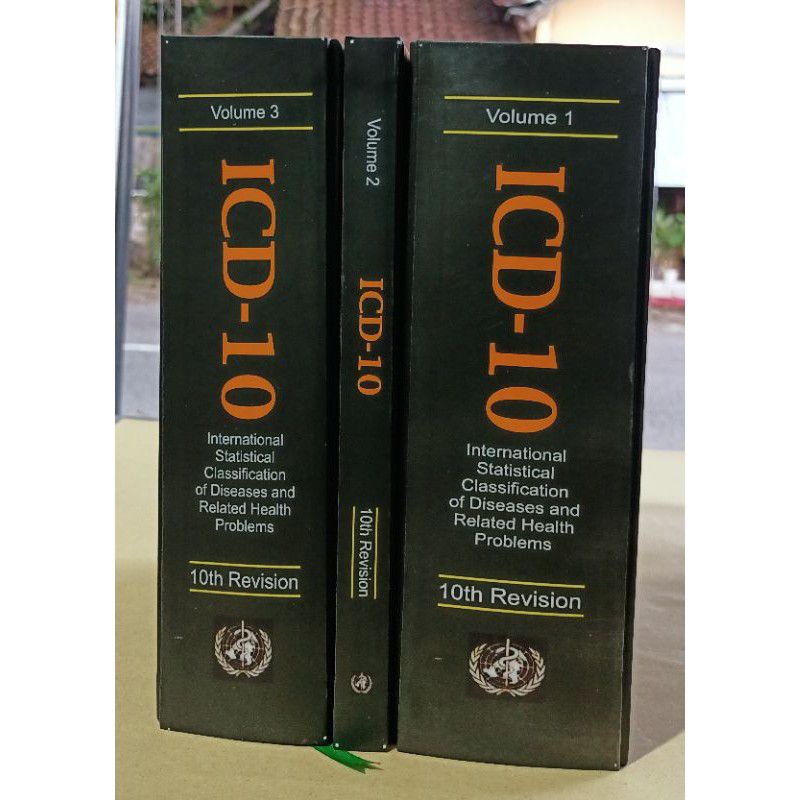 Volume 3
ICD-10
International
Statistical
Classification
of Diseases and
Related Health
Problems
10th Revision
Volume 2
ICD-10
10th Revision
Volume 1
ICD-10
International
Statistical
Classification
of Diseases and
Related Health
Problems
10th Revision